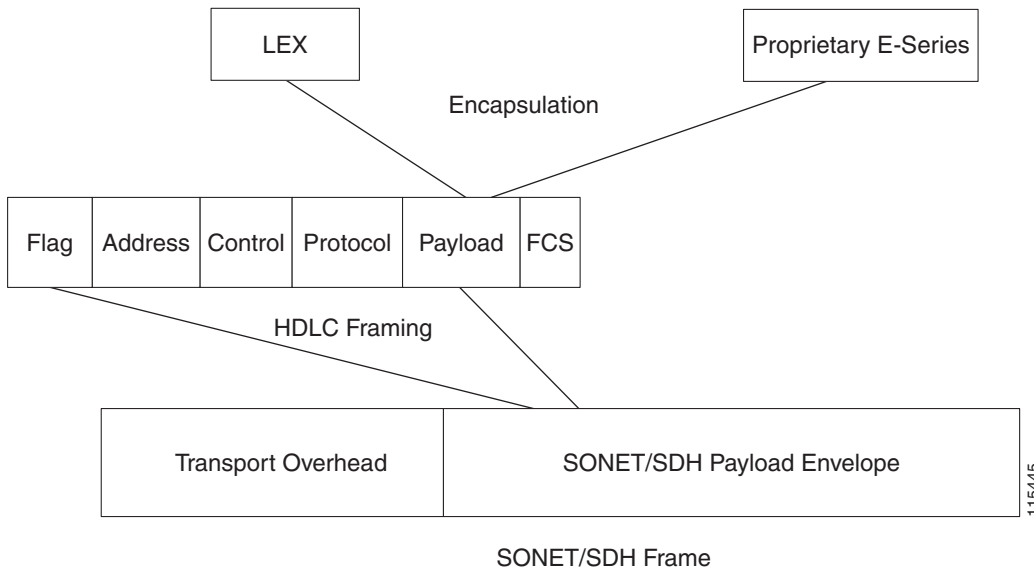 LEX
Proprietary E-Series
Encapsulation
Flag Address Control Protocol Payload FCS
HDLC Framing
Transport Overhead SONET/SDH Payload Envelope
115445
SONET/SDH Frame